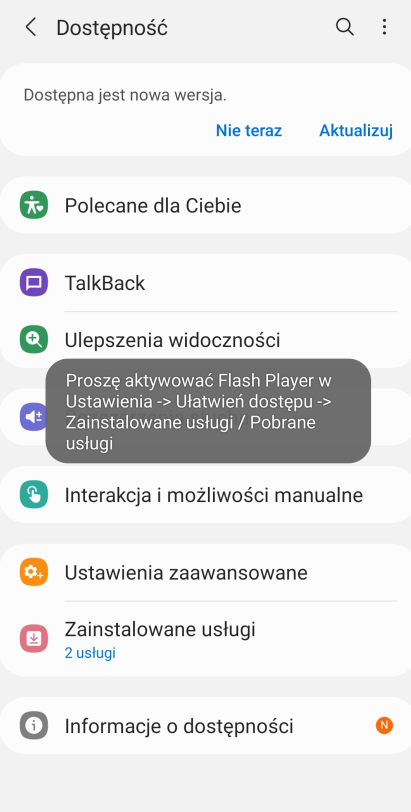 Dostępność
Dostępna jest nowa wersja.
Nie teraz
Aktualizuj
Polecane dla Ciebie
TalkBack
Ulepszenia widoczności
Proszę aktywować Flash Player w
Ustawienia -> Ułatwień dostępu ->
Zainstalowane usługi / Pobrane
usługi
Interakcja i możliwości manualne
Ustawienia zaawansowane
Zainstalowane usługi
2 usługi
Informacje o dostępności
N